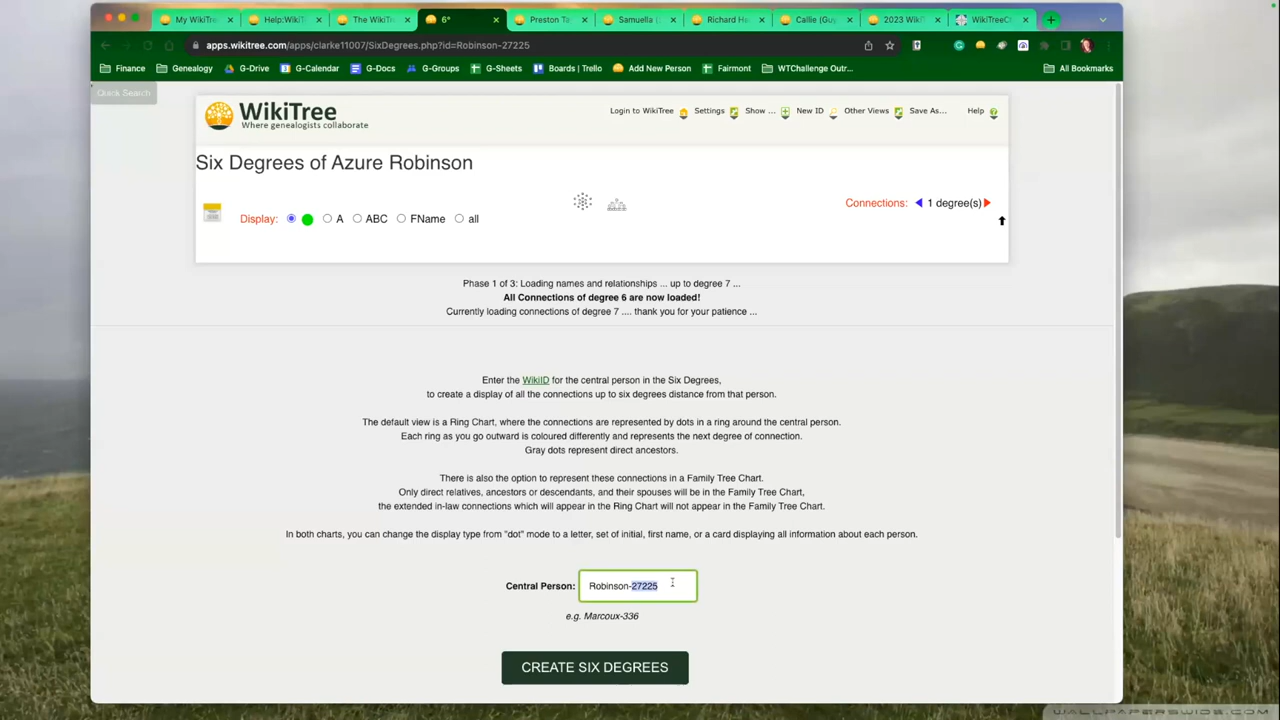 My WikiTree
Help:WikiT
The WikiT
6°
Preston Ta
Samuella (
Richard Ha
Callie (Guy
2023 WikiT
WikiTreeCh
apps.wikitree.com/apps/clarke11007/SixDegrees.php?id=Robinson-27225
Finance Genealogy G-Drive G-Calendar G-Docs G-Groups G-Sheets Boards | Trello Add New Person Fairmont WTChallenge Outr... All Bookmarks
Quick Search
WikiTree
Where genealogists collaborate
Login to WikiTree Settings Show ... New ID Other Views Save As... Help
Six Degrees of Azure Robinson
Display: A ABC FName all
Connections: 1 degree(s)
Phase 1 of 3: Loading names and relationships ... up to degree 7 ...
All Connections of degree 6 are now loaded!
Currently loading connections of degree 7 .... thank you for your patience ...
Enter the WikiID for the central person in the Six Degrees,
to create a display of all the connections up to six degrees distance from that person.
The default view is a Ring Chart, where the connections are represented by dots in a ring around the central person.
Each ring as you go outward is coloured differently and represents the next degree of connection.
Gray dots represent direct ancestors.
There is also the option to represent these connections in a Family Tree Chart.
Only direct relatives, ancestors or descendants, and their spouses will be in the Family Tree Chart,
the extended in-law connections which will appear in the Ring Chart will not appear in the Family Tree Chart.
In both charts, you can change the display type from "dot" mode to a letter, set of initial, first name, or a card displaying all information about each person.
Central Person: Robinson-27225
e.g. Marcoux-336
CREATE SIX DEGREES
WALLPAPERSWIDE.COM